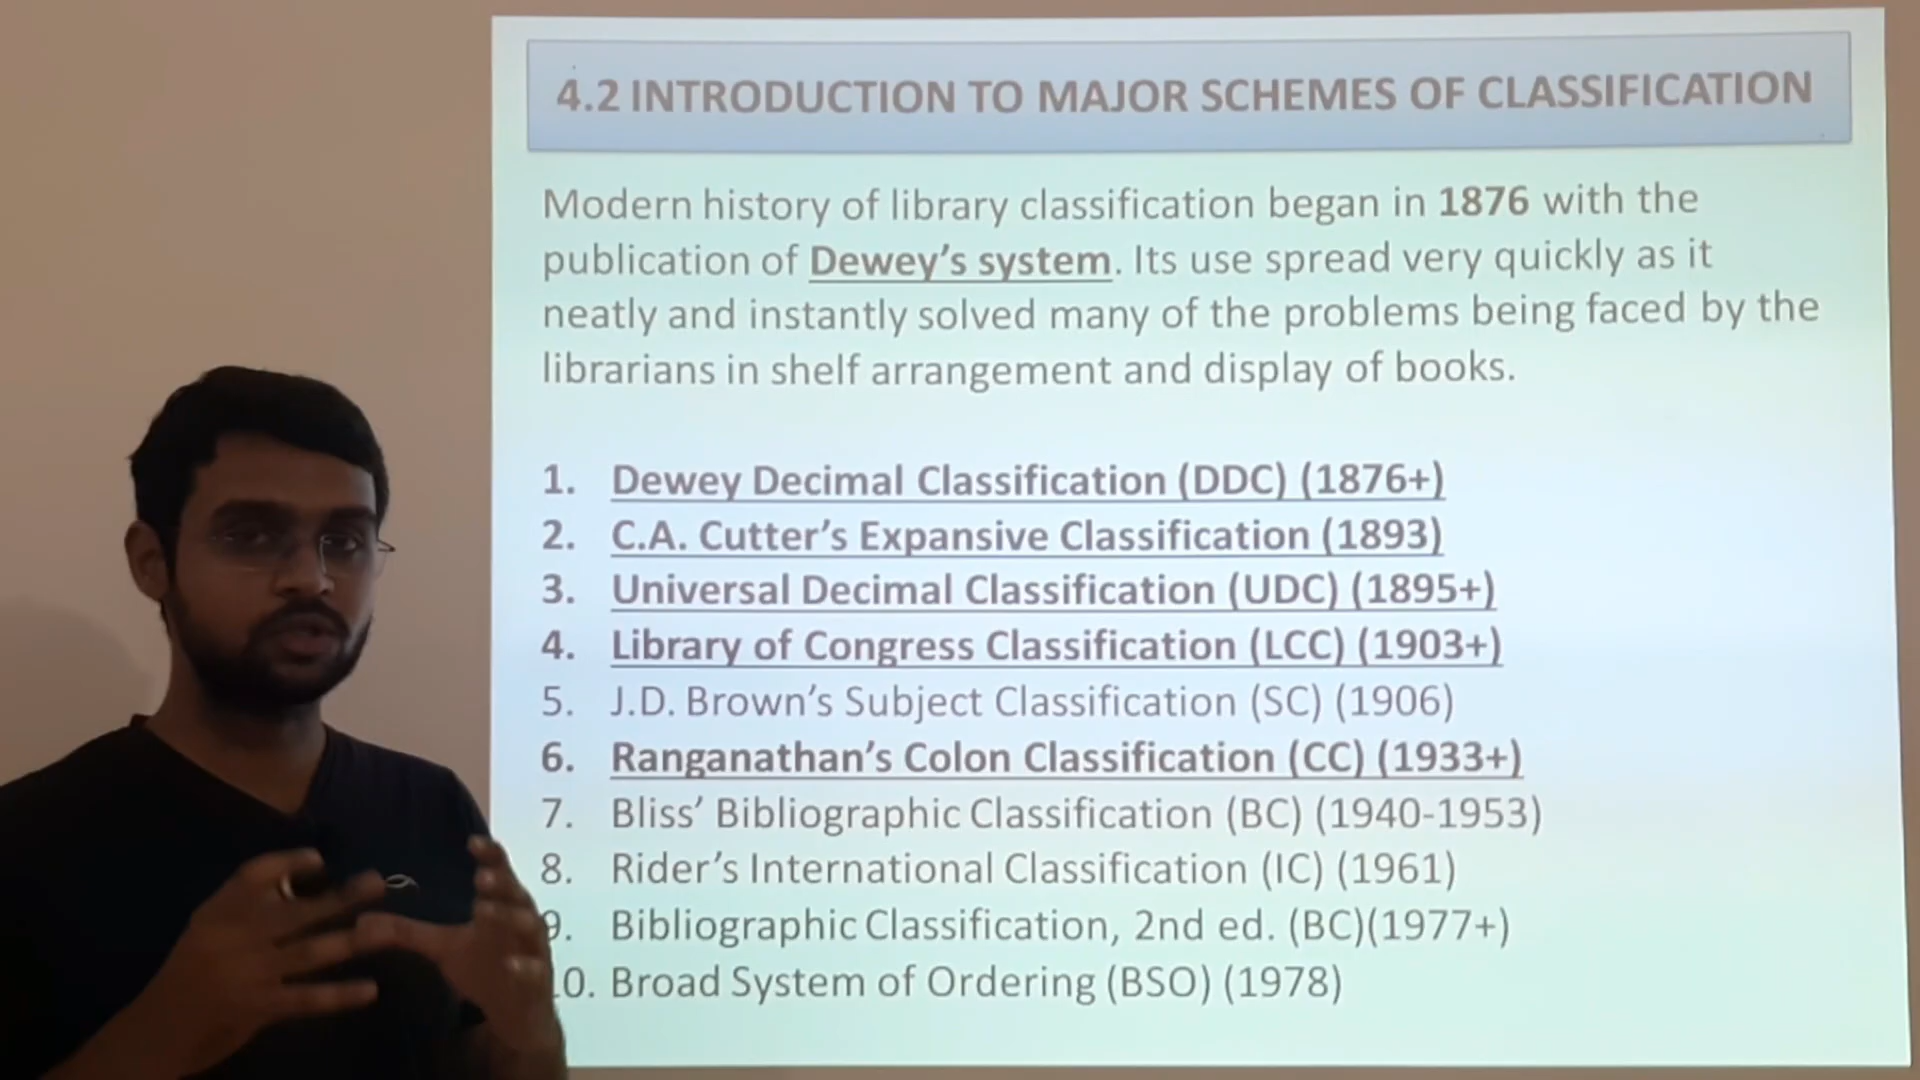 4.2 INTRODUCTION TO MAJOR SCHEMES OF CLASSIFICATION
Modern history of library classification began in 1876 with the
publication of Dewey's system. Its use spread very quickly as it
neatly and instantly solved many of the problems being faced by the
librarians in shelf arrangement and display of books.
1. Dewey Decimal Classification (DDC) (1876+)
2. C.A. Cutter's Expansive Classification (1893)
3. Universal Decimal Classification (UDC) (1895+)
4. Library of Congress Classification (LCC) (1903+)
5. J.D. Brown's Subject Classification (SC) (1906)
6. Ranganathan's Colon Classification (CC) (1933+)
7. Bliss' Bibliographic Classification (BC) (1940-1953)
8. Rider's International Classification (IC) (1961)
9. Bibliographic Classification, 2nd ed. (BC)(1977+)
10. Broad System of Ordering (BSO) (1978)